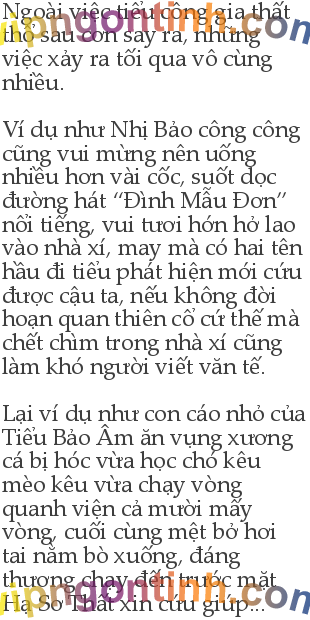 Ngoài việc tiểu công gia thất
thố sau cơn say ra, những
việc xảy ra tối qua vô cùng
nhiều.

Ví dụ như Nhị Bảo công công
cũng vui mừng nên uống
nhiều hơn vài cốc, suốt dọc
đường hát “Đình Mẫu Đơn”
nổi tiếng, vui tươi hớn hở lao
vào nhà xí, may mà có hai tên
hầu đi tiểu phát hiện mới cứu
được cậu ta, nếu không đời
hoạn quan thiên cổ cứ thế mà
chết chìm trong nhà xí cũng
làm khó người viết văn tế.

Lại ví dụ như con cáo nhỏ của
Tiểu Bảo Âm ăn vụng xương
cá bị hóc vừa học chó kêu
mèo kêu vừa chạy vòng
quanh viện cả mười mấy
vòng, cuối cùng mệt bở hơi
tai nằm bò xuống, đáng
thương chạy đến trước mặt
Hạ Sơ Thất xin cứu giúp...
vipngontinh.com
vipngontinh.com